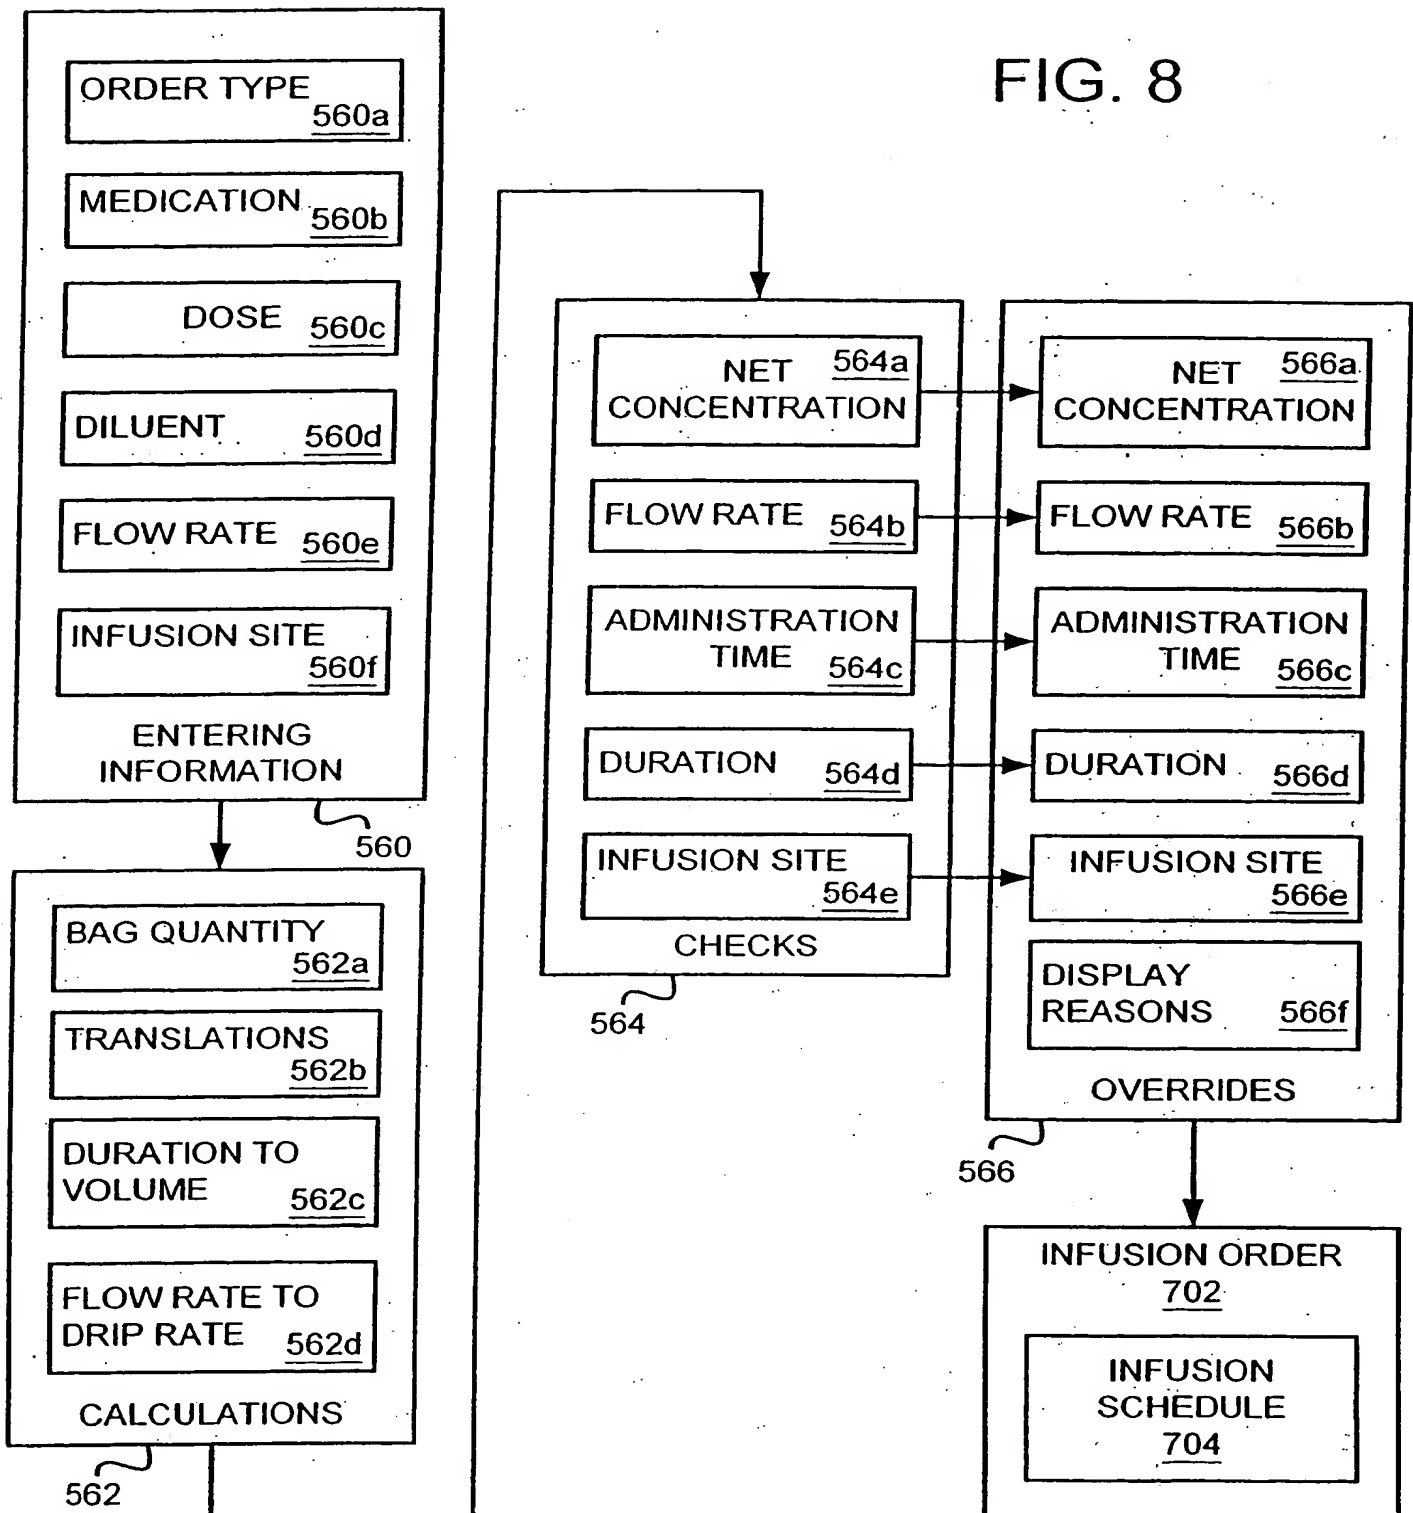 FIG. 8
ORDER TYPE
560a
MEDICATION
560b
DOSE 560c
DILUENT 560d
FLOW RATE 560e
INFUSION SITE
560f
ENTERING
INFORMATION
560
BAG QUANTITY
562a
TRANSLATIONS
562b
DURATION TO
VOLUME 562c
FLOW RATE TO
DRIP RATE 562d
CALCULATIONS
562
NET 564a
CONCENTRATION
FLOW RATE 564b
ADMINISTRATION
TIME 564c
DURATION 564d
INFUSION SITE
564e
CHECKS
564
NET 566a
CONCENTRATION
FLOW RATE 566b
ADMINISTRATION
TIME 566c
DURATION 566d
INFUSION SITE
566e
DISPLAY
REASONS 566f
OVERRIDES
566
INFUSION ORDER
702
INFUSION
SCHEDULE
704